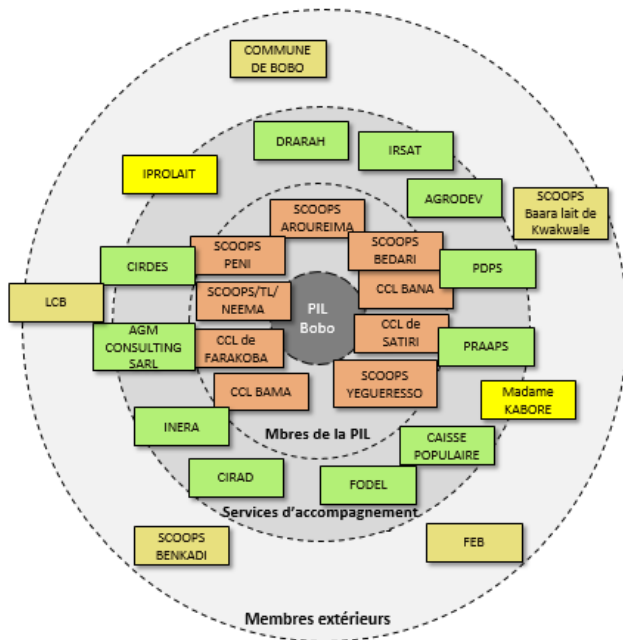 COMMUNE
DE BOBO
DRARAH
IRSAT
IPROLAIT
AGRODEV
SCOOPS
Baara lait de
Kwakwale
SCOOPS
AROUREIMA
SCOOPS
PENI
SCOOPS
BEDARI
CIRDES
PDPS
LCB
SCOOPS/TL/
NEEMA
CCL BANA
PIL
Bobo
AGM
CONSULTING
SARL
CCL de
FARAKOBA
CCL de
SATIRI
PRAAPS
CCL BAMA
SCOOPS
YEGUERESSO
Madame
KABORE
INERA
Mbres de la PIL
CAISSE
POPULAIRE
CIRAD
FODEL
Services d'accompagnement
SCOOPS
BENKADI
FEB
Membres extérieurs